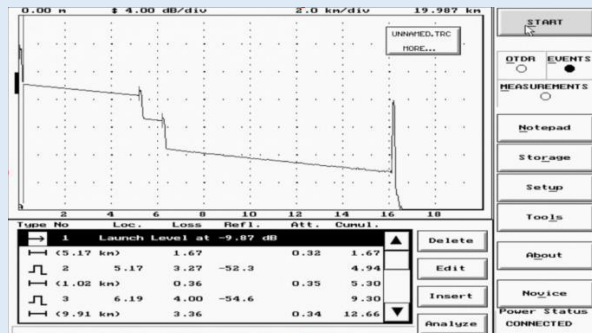 0.00 m ‡ 4.00 dB/div 2.0 km/div 19.987 km
START
UNNAMED.TRC
MORE...
OTDR EVENTS
MEASUREMENTS
Notepad
Storage
Setup
Tools
About
Novice
Power Status
CONNECTED
2 4 6 8 10 12 14 16 18
Type No Loc. Loss Refl. Att. Cumul.
1 Launch Level at -9.87 dB
(5.17 km) 1.67 0.32 1.67
2 5.17 3.27 -52.3 4.94
(1.02 km) 0.36 0.35 5.30
3 6.19 4.00 -54.6 9.30
(9.91 km) 3.36 0.34 12.66
Delete
Edit
Insert
Analyze